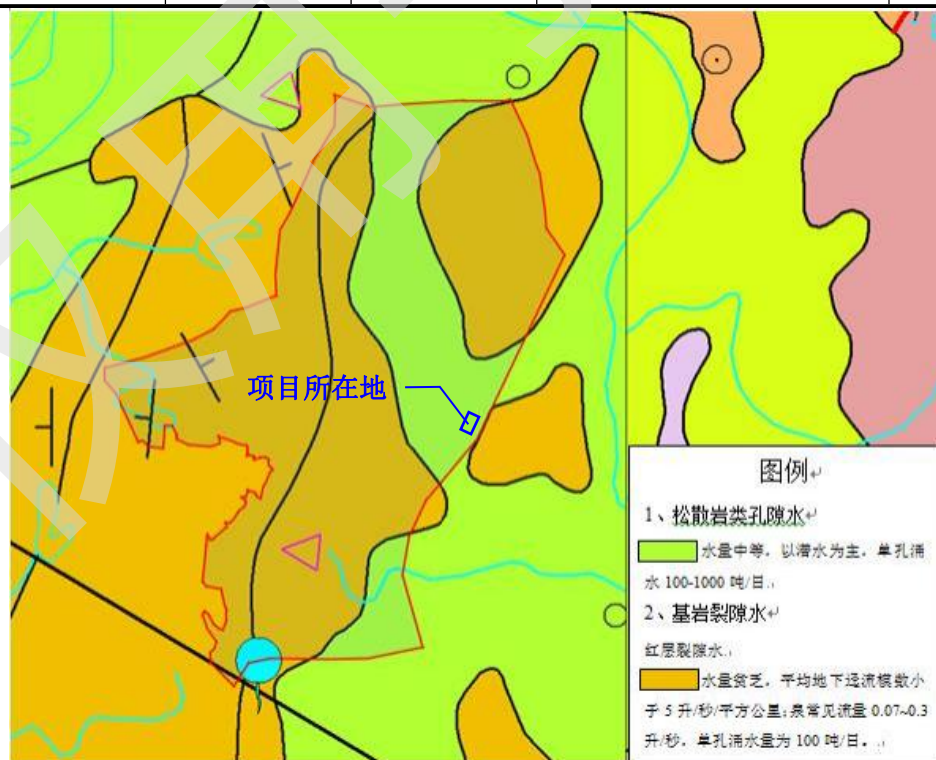 项目所在地
图例
1、松散岩类孔隙水
水量中等，以潜水为主，单孔涌
水 100-1000 吨/日。
2、基岩裂隙水
红层裂隙水。
水量贫乏，平均地下径流模数小
于 5 升/秒/平方公里；泉常见流量 0.07~0.3
升/秒，单孔涌水量为 100 吨/日。